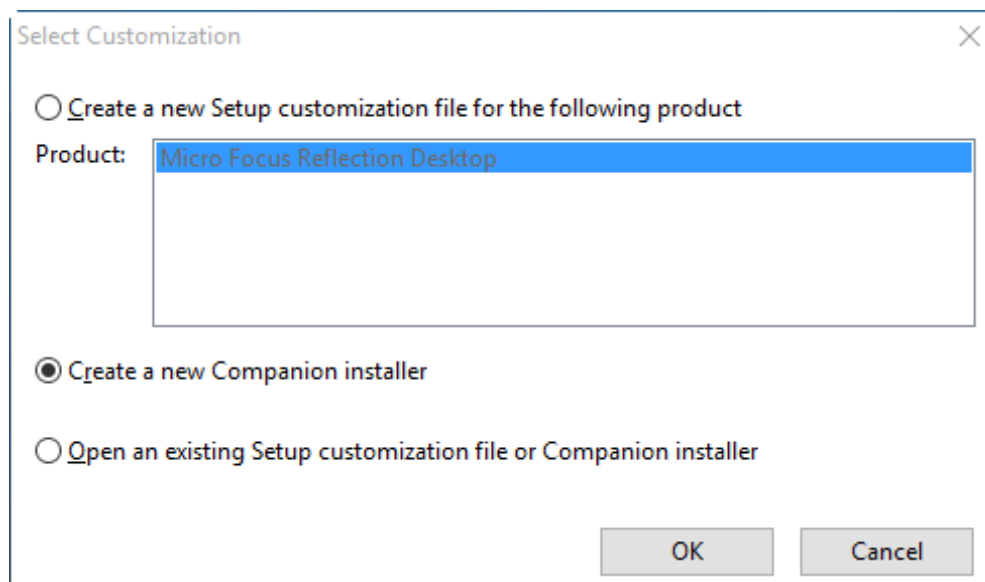 Select Customization
Create a new Setup customization file for the following product
Product:
Micro Focus Reflection Desktop
Create a new Companion installer
Open an existing Setup customization file or Companion installer
OK
Cancel